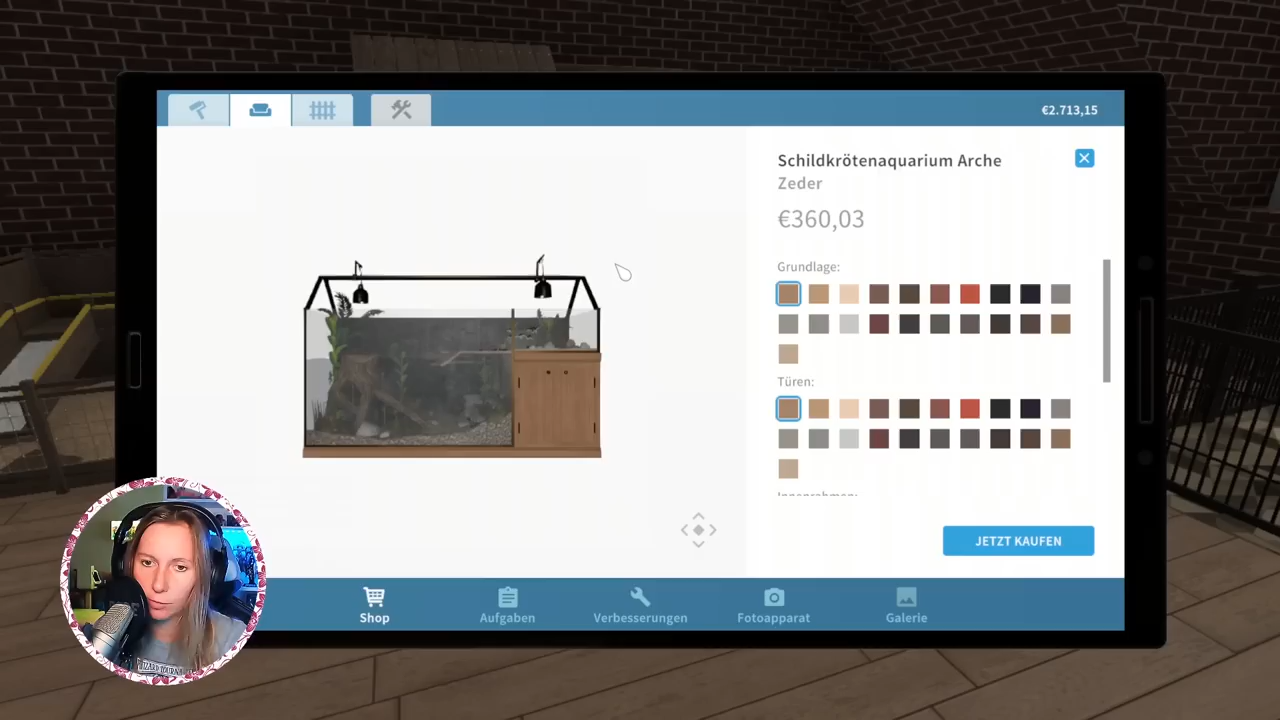 €2.713,15
Schildkrötenaquarium Arche
Zeder
€360,03
Grundlage:
Türen:
JETZT KAUFEN
Shop
Aufgaben
Verbesserungen
Fotoapparat
Galerie